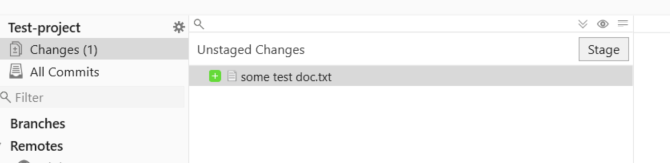 Test-project
Changes (1)
All Commits
Filter
Branches
Remotes
Unstaged Changes
Stage
some test doc.txt